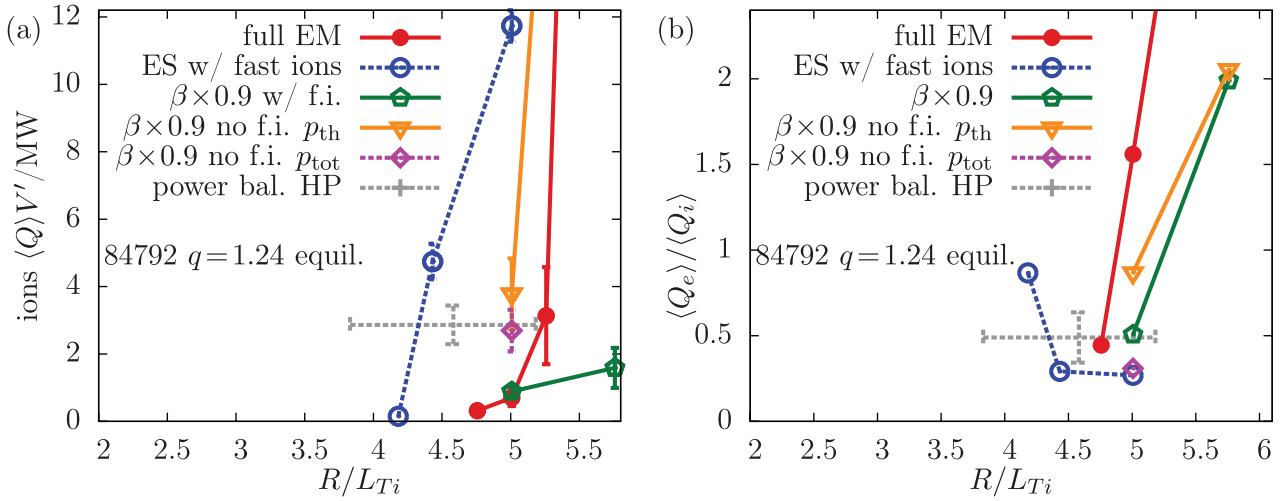 (a)
12
10
8
6
4
2
0
ions ⟨Q⟩V′/MW
full EM
ES w/ fast ions
β×0.9 w/ f.i.
β×0.9 no f.i. p_th
β×0.9 no f.i. p_tot
power bal. HP
84792 q=1.24 equil.
2 2.5 3 3.5 4 4.5 5 5.5
R/L_Ti
(b)
2
1.5
1
0.5
0
⟨Q_e⟩/⟨Q_i⟩
full EM
ES w/ fast ions
β×0.9
β×0.9 no f.i. p_th
β×0.9 no f.i. p_tot
power bal. HP
84792 q=1.24 equil.
2 2.5 3 3.5 4 4.5 5 5.5 6
R/L_Ti